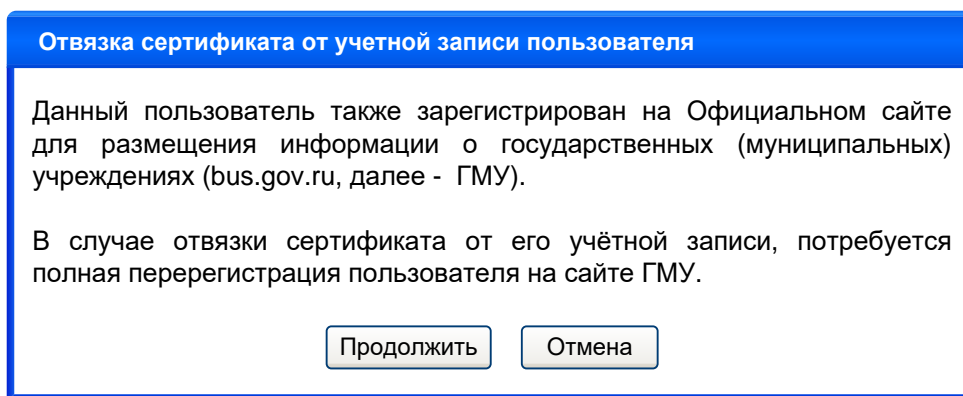 Отвязка сертификата от учетной записи пользователя
Данный пользователь также зарегистрирован на Официальном сайте
для размещения информации о государственных (муниципальных)
учреждениях (bus.gov.ru, далее - ГМУ).
В случае отвязки сертификата от его учётной записи, потребуется
полная перерегистрация пользователя на сайте ГМУ.
Продолжить Отмена